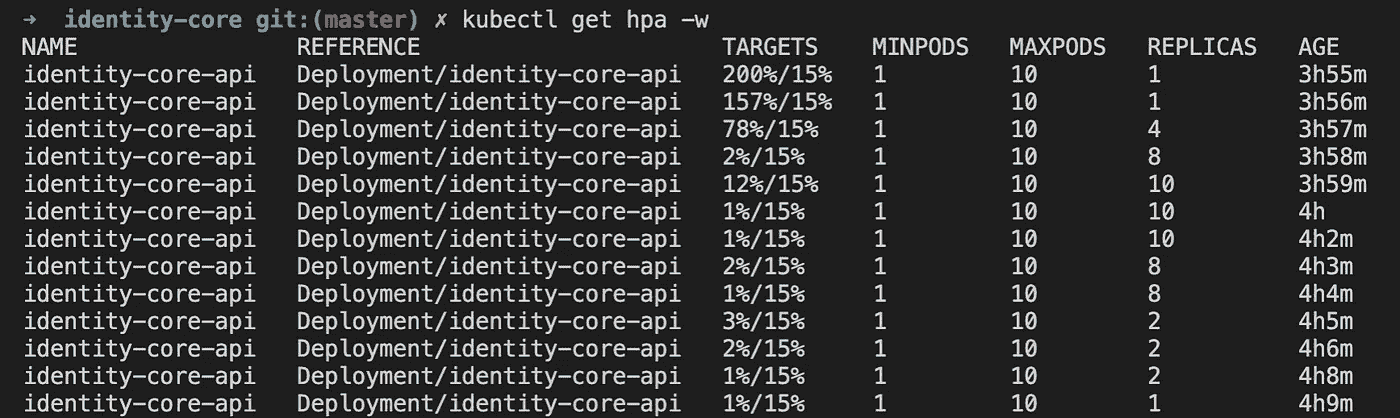 → identity-core git:(master) ✗ kubectl get hpa -w
NAME REFERENCE TARGETS MINPODS MAXPODS REPLICAS AGE
identity-core-api Deployment/identity-core-api 200%/15% 1 10 1 3h55m
identity-core-api Deployment/identity-core-api 157%/15% 1 10 1 3h56m
identity-core-api Deployment/identity-core-api 78%/15% 1 10 4 3h57m
identity-core-api Deployment/identity-core-api 2%/15% 1 10 8 3h58m
identity-core-api Deployment/identity-core-api 12%/15% 1 10 10 3h59m
identity-core-api Deployment/identity-core-api 1%/15% 1 10 10 4h
identity-core-api Deployment/identity-core-api 1%/15% 1 10 10 4h2m
identity-core-api Deployment/identity-core-api 2%/15% 1 10 8 4h3m
identity-core-api Deployment/identity-core-api 1%/15% 1 10 8 4h4m
identity-core-api Deployment/identity-core-api 3%/15% 1 10 2 4h5m
identity-core-api Deployment/identity-core-api 2%/15% 1 10 2 4h6m
identity-core-api Deployment/identity-core-api 1%/15% 1 10 2 4h8m
identity-core-api Deployment/identity-core-api 1%/15% 1 10 1 4h9m